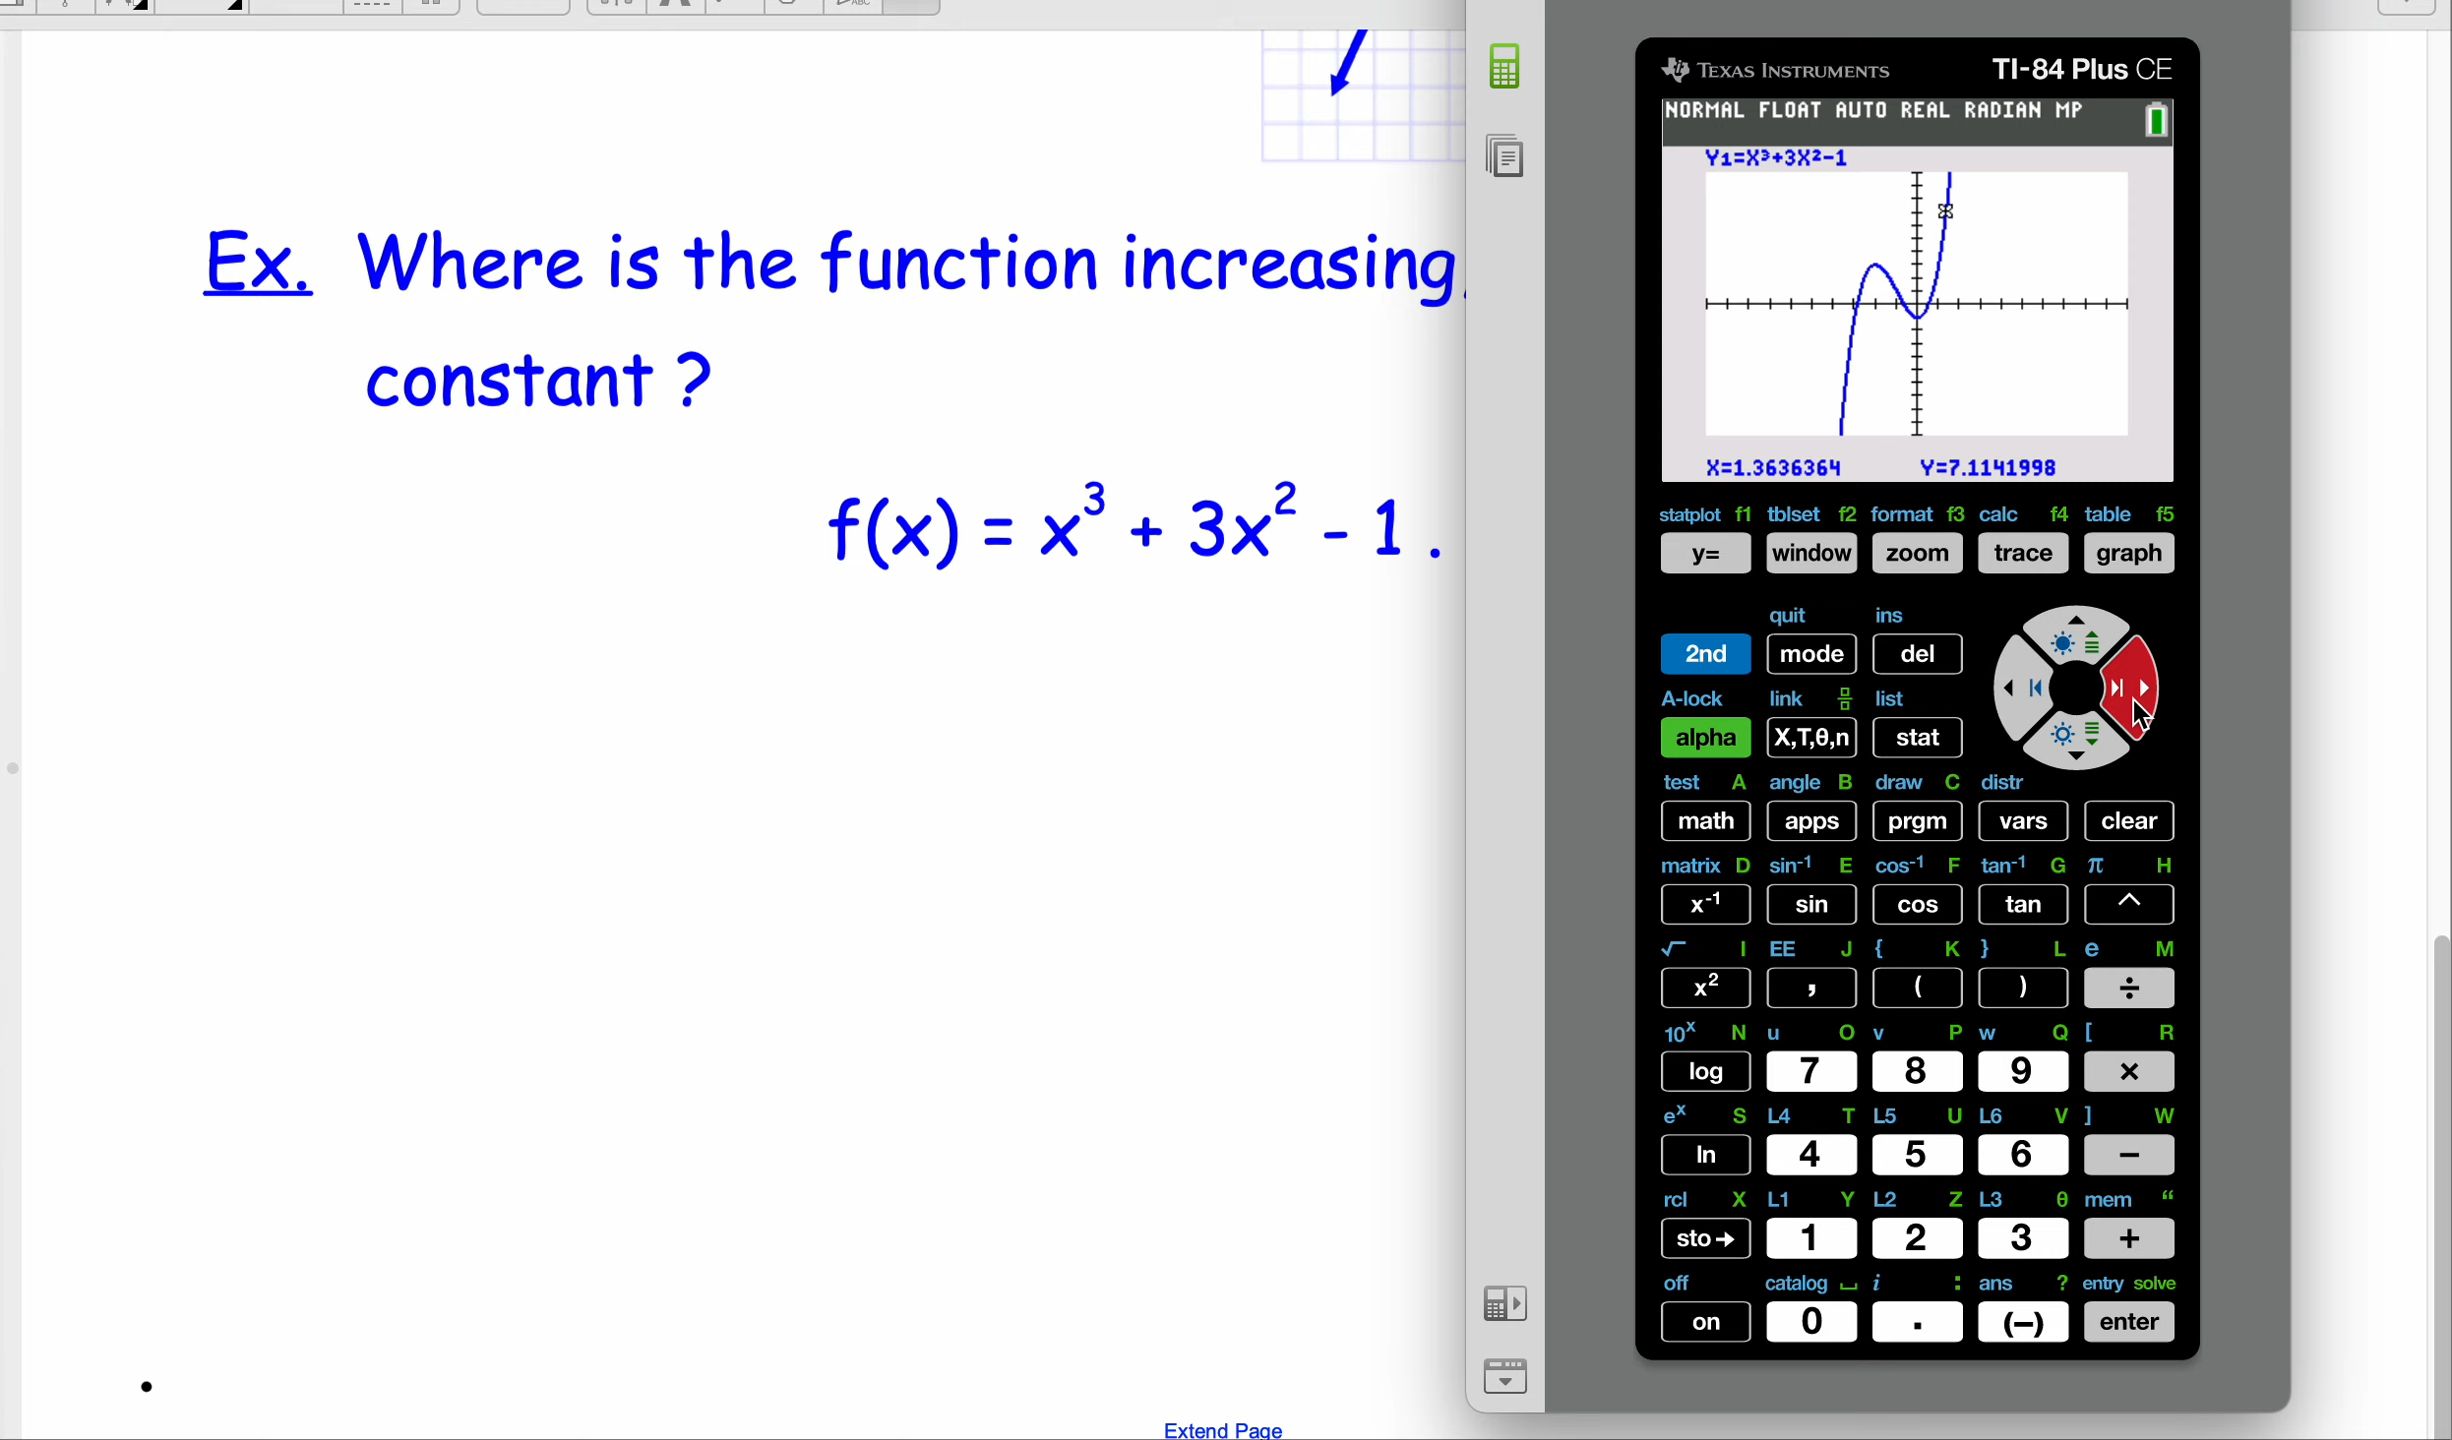 Ex. Where is the function increasing,
constant ?
f(x) = x³ + 3x² - 1 .
Extend Page
TEXAS INSTRUMENTS TI-84 Plus CE
NORMAL FLOAT AUTO REAL RADIAN MP
Y₁=X³+3X²-1
X=1.3636364 Y=7.1141998
statplot f1 tblset f2 format f3 calc f4 table f5
y= window zoom trace graph
quit ins
2nd mode del
A-lock link list
alpha X,T,θ,n stat
test A angle B draw C distr
math apps prgm vars clear
matrix D sin⁻¹ E cos⁻¹ F tan⁻¹ G π H
x⁻¹ sin cos tan ^
√ I EE J { K } L e M
x² , ( ) ÷
10ˣ N u O v P w Q [ R
log 7 8 9 ×
eˣ S L4 T L5 U L6 V ] W
ln 4 5 6 −
rcl X L1 Y L2 Z L3 θ mem “
sto→ 1 2 3 +
off catalog ⎵ i : ans ? entry solve
on 0 . (−) enter